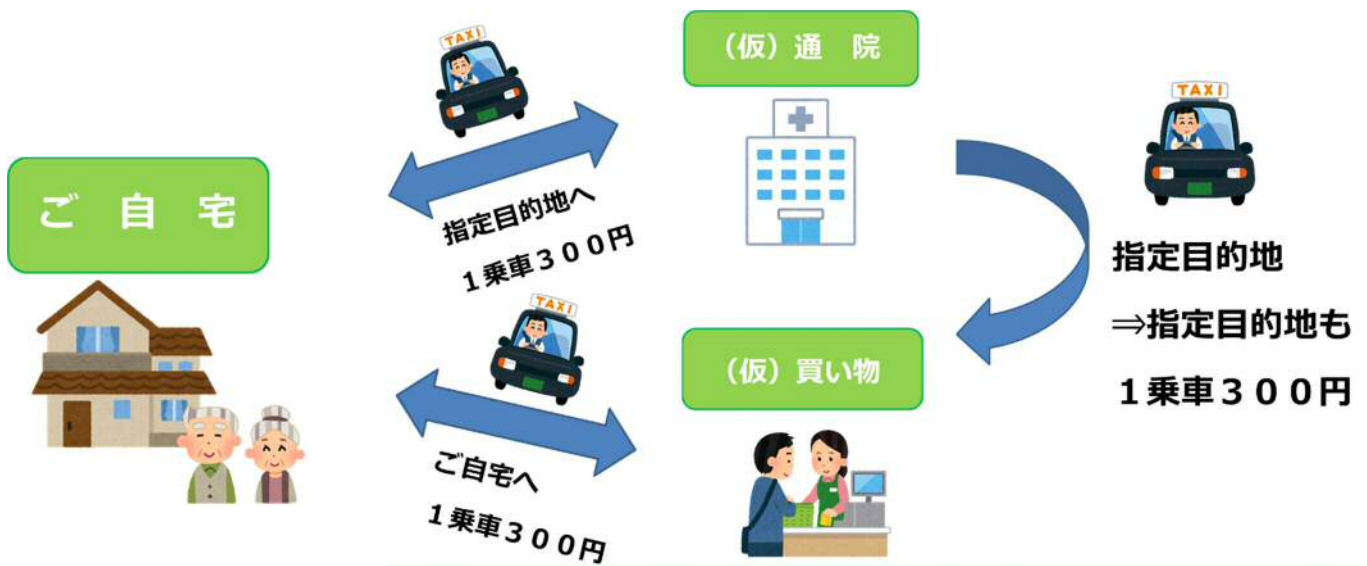 TAXI
(仮)通 院
TAXI
ご 自 宅
指定目的地へ
1乗車300円
指定目的地
⇒指定目的地も
1乗車300円
TAXI
(仮)買い物
ご自宅へ
1乗車300円